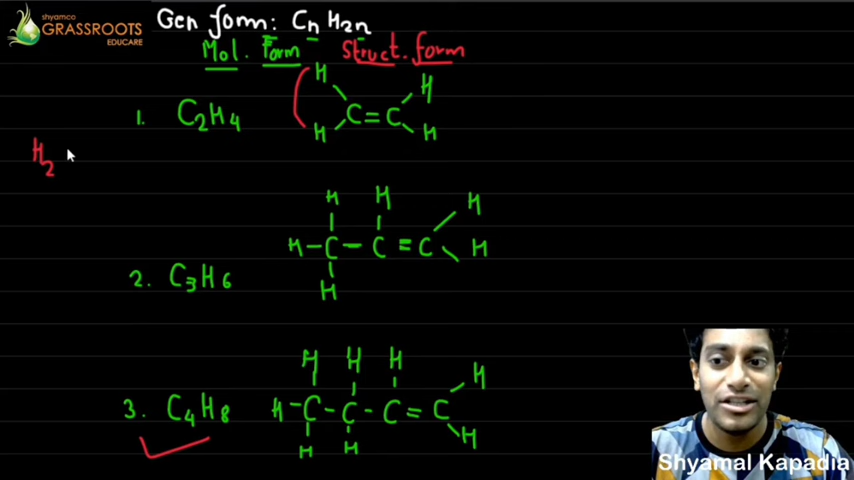 shyamco
GRASSROOTS
EDUCARE
Gen form: CnH2n
Mol. Form Struct. form
1. C2H4
H H
C=C
H H
H2
2. C3H6
H H H
H-C-C=C H
H
3. C4H8
H H H H
H-C-C-C=C
H H H
Shyamal Kapadia